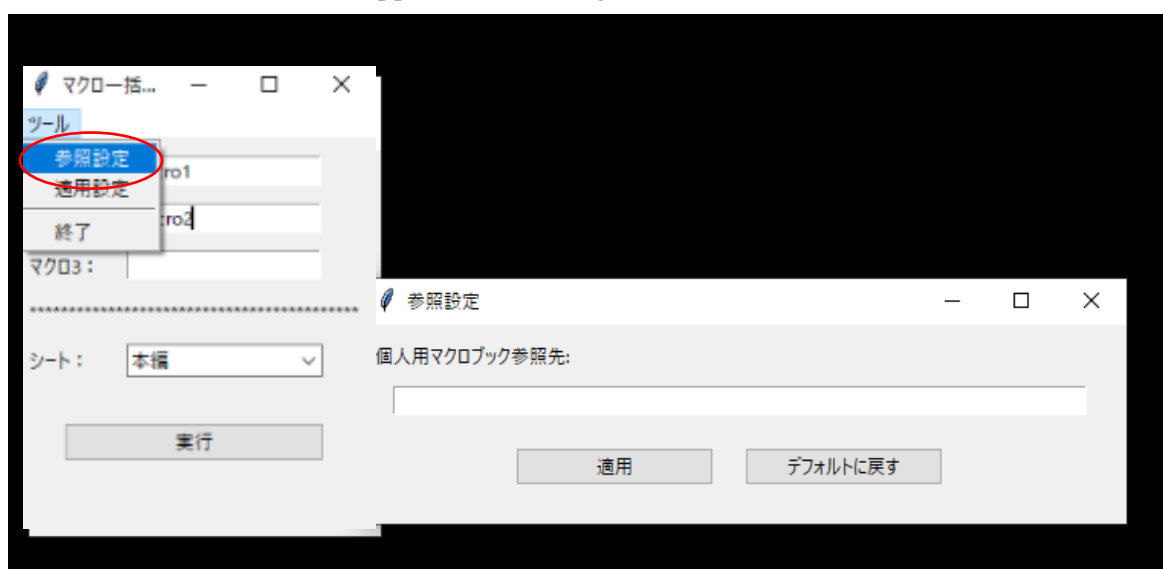 マクロ一括...
ツール
参照設定
適用設定
終了
ro1
cro2
マクロ3：
*******************************************
シート：
本編
実行
参照設定
個人用マクロブック参照先:
適用
デフォルトに戻す